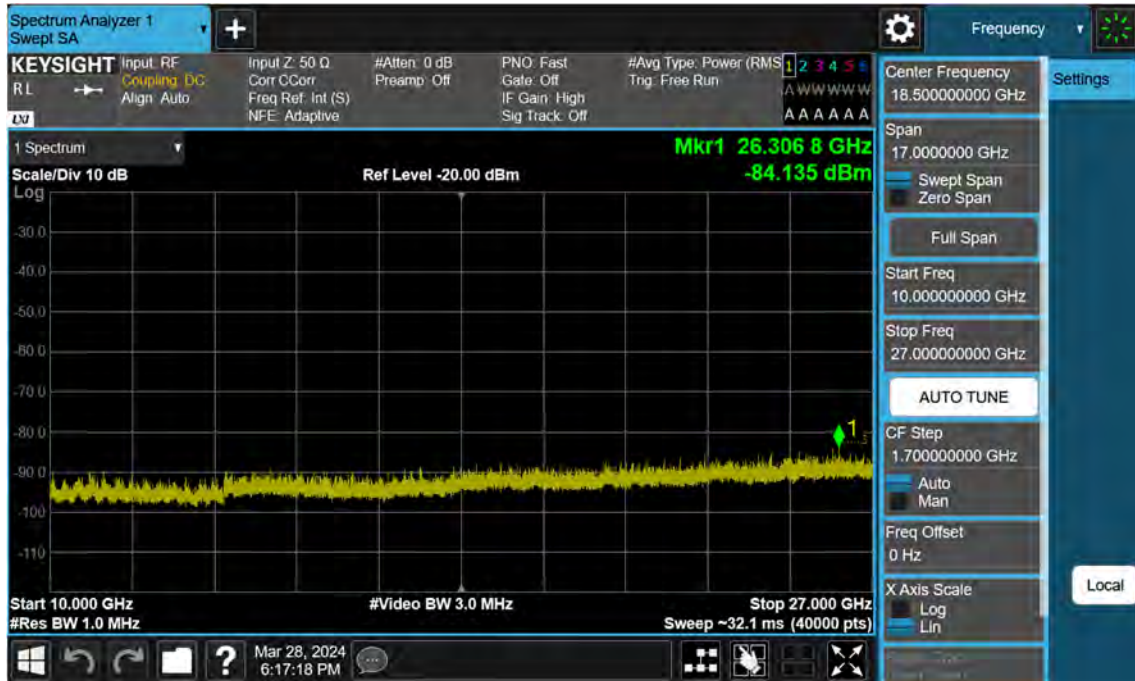 Spectrum Analyzer 1
Swept SA
Frequency
KEYSIGHT
RL
LXI
Input: RF
Coupling: DC
Align: Auto
Input Z: 50 Ω
Corr CCorr
Freq Ref: Int (S)
NFE: Adaptive
#Atten: 0 dB
Preamp: Off
PNO: Fast
Gate: Off
IF Gain: High
Sig Track: Off
#Avg Type: Power (RMS
Trig: Free Run
1 2 3 4 5 6
A W W W W W
A A A A A A
Center Frequency
18.500000000 GHz
Settings
1 Spectrum
Scale/Div 10 dB
Ref Level -20.00 dBm
Mkr1 26.306 8 GHz
-84.135 dBm
Span
17.0000000 GHz
Swept Span
Zero Span
Full Span
Start Freq
10.000000000 GHz
Stop Freq
27.000000000 GHz
AUTO TUNE
CF Step
1.700000000 GHz
Auto
Man
Freq Offset
0 Hz
X Axis Scale
Log
Lin
Local
Log
-30.0
-40.0
-50.0
-60.0
-70.0
-80.0
-90.0
-100
-110
1
Start 10.000 GHz
#Video BW 3.0 MHz
Stop 27.000 GHz
#Res BW 1.0 MHz
Sweep ~32.1 ms (40000 pts)
?
Mar 28, 2024
6:17:18 PM